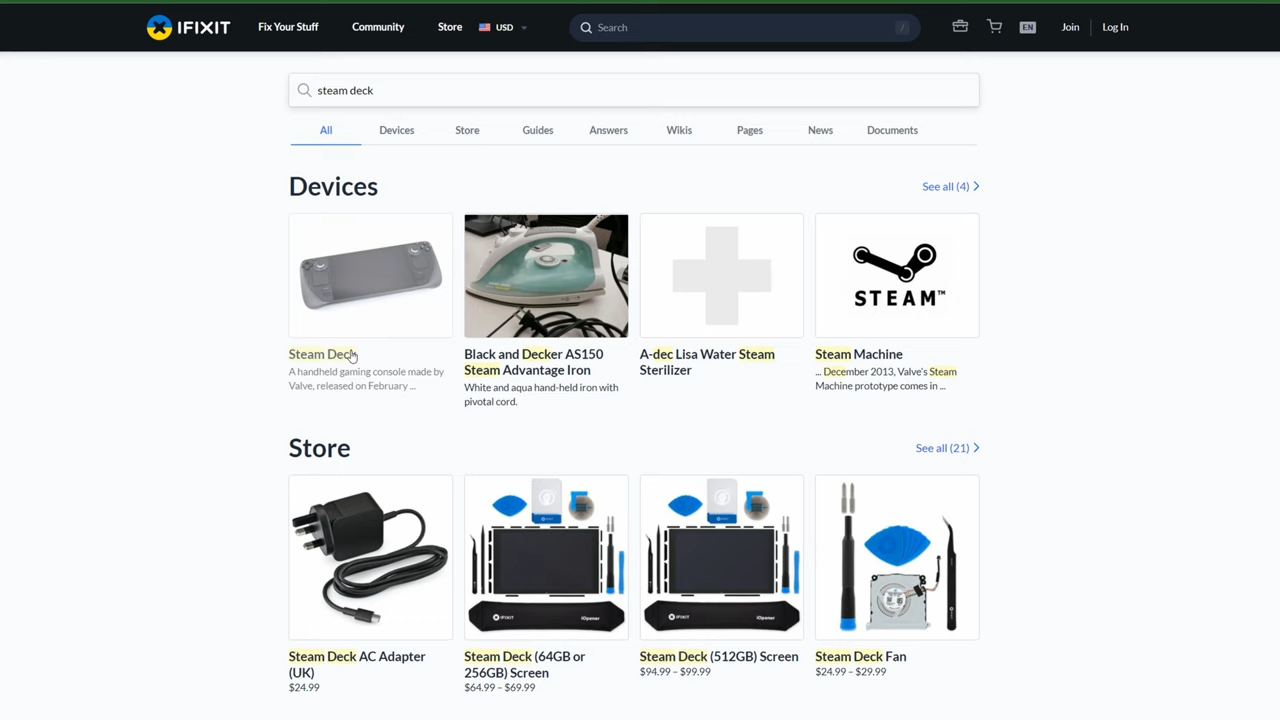 IFIXIT
Fix Your Stuff
Community
Store
USD
Search
/
EN
Join
Log In
steam deck
All
Devices
Store
Guides
Answers
Wikis
Pages
News
Documents
Devices
See all (4)
STEAM™
Steam Deck
A handheld gaming console made by
Valve, released on February ...
Black and Decker AS150
Steam Advantage Iron
White and aqua hand-held iron with
pivotal cord.
A-dec Lisa Water Steam
Sterilizer
Steam Machine
... December 2013, Valve's Steam
Machine prototype comes in ...
Store
See all (21)
IFIXIT
iOpener
IFIXIT
iOpener
Steam Deck AC Adapter
(UK)
$24.99
Steam Deck (64GB or
256GB) Screen
$64.99 – $69.99
Steam Deck (512GB) Screen
$94.99 – $99.99
Steam Deck Fan
$24.99 – $29.99